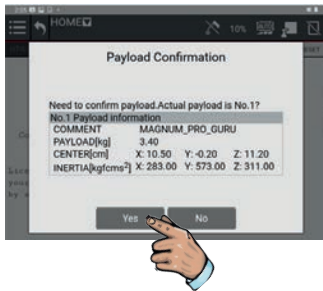 HOME
10%
Payload Confirmation
Need to confirm payload.Actual payload is No.1?
No.1 Payload information
COMMENT MAGNUM_PRO_GURU
PAYLOAD[kg] 3.40
CENTER[cm] X: 10.50 Y: -0.20 Z: 11.20
INERTIA[kgfcms²] X: 283.00 Y: 573.00 Z: 311.00
Yes No